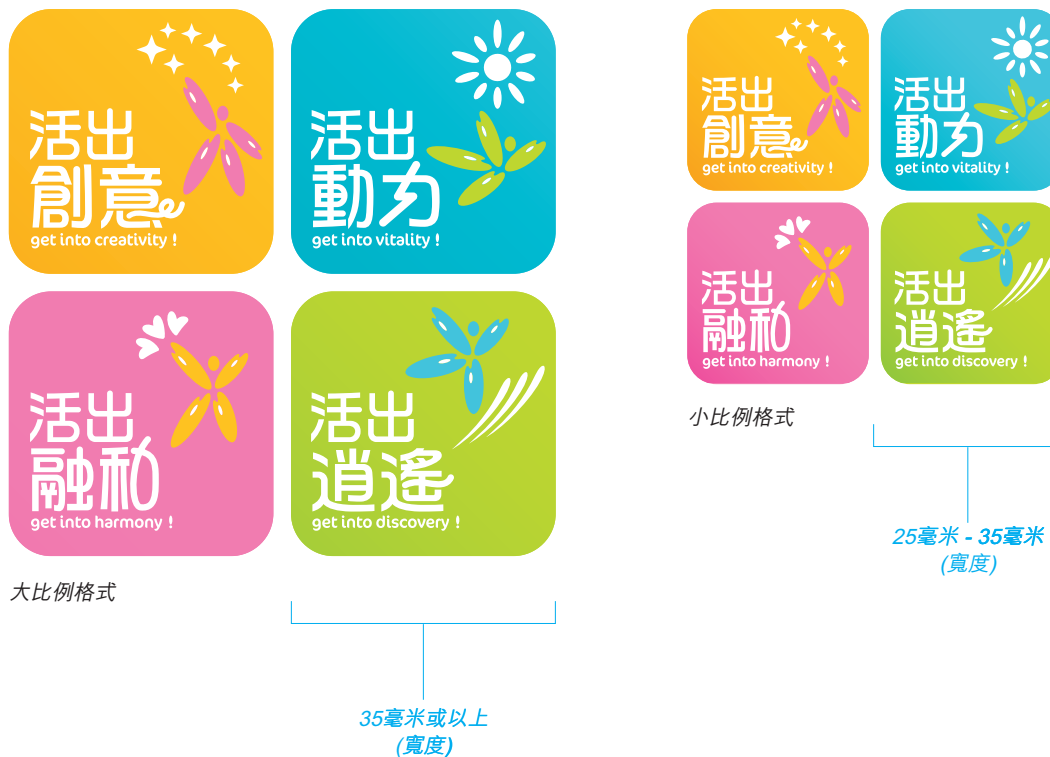 活出
創意
get into creativity !
活出
動力
get into vitality !
活出
融和
get into harmony !
活出
逍遙
get into discovery !
大比例格式
35毫米或以上
(寬度)
活出
創意
get into creativity !
活出
動力
get into vitality !
活出
融和
get into harmony !
活出
逍遙
get into discovery !
小比例格式
25毫米 - 35毫米
(寬度)